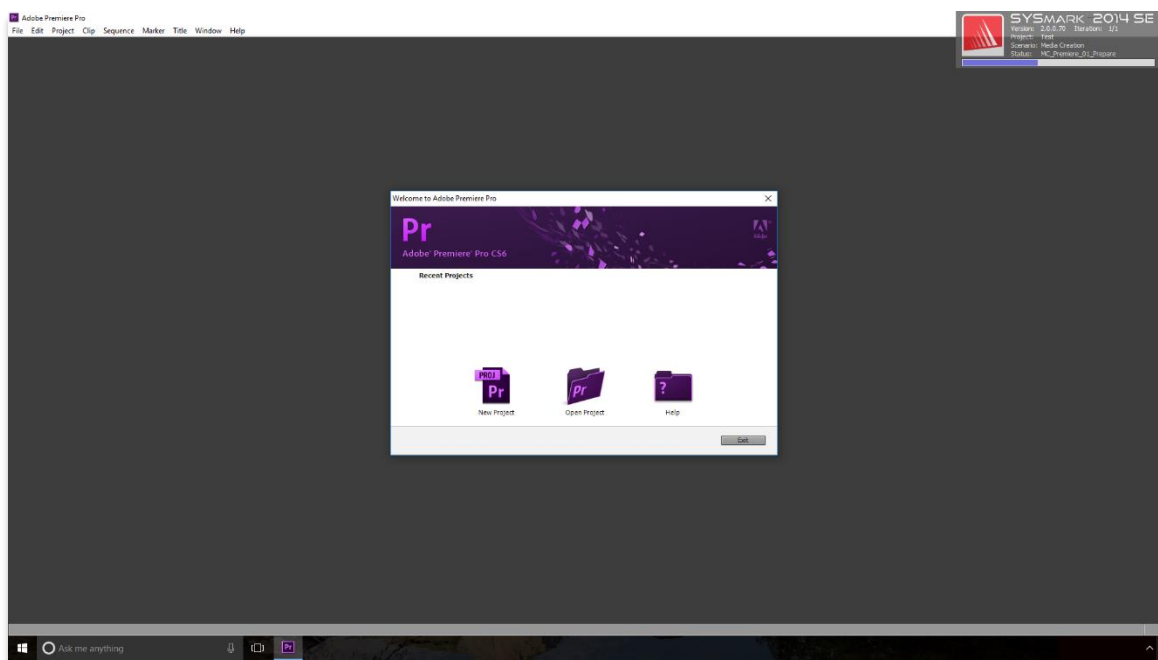 Adobe Premiere Pro
File Edit Project Clip Sequence Marker Title Window Help
SYSMARK 2014 SE
Version: 2.0.0.70 Iteration: 1/1
Project: Test
Scenario: Media Creation
Status: MC_Premiere_01_Prepare
Welcome to Adobe Premiere Pro
Pr
Adobe® Premiere® Pro CS6
Adobe
Recent Projects
PROJ
Pr
Pr
?
New Project Open Project Help
Exit
Ask me anything
Pr